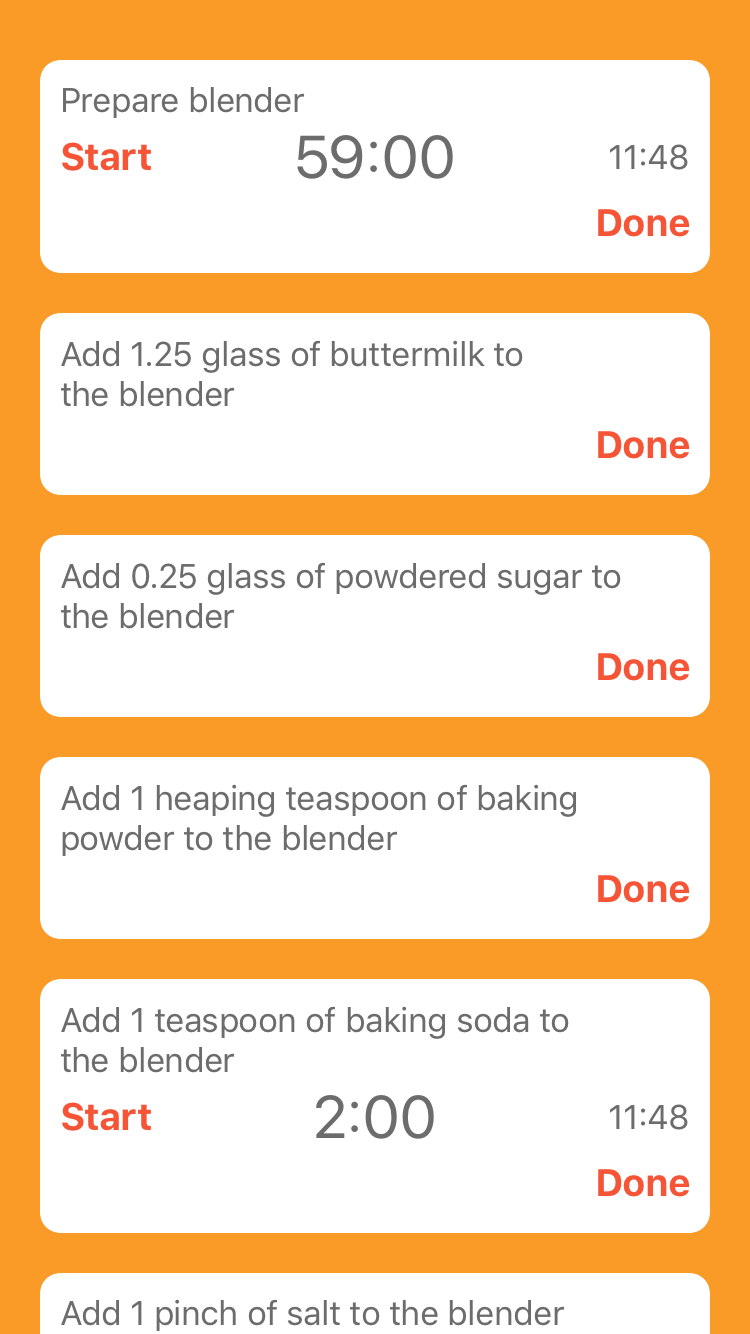 Prepare blender
Start 59:00 11:48
Done
Add 1.25 glass of buttermilk to
the blender
Done
Add 0.25 glass of powdered sugar to
the blender
Done
Add 1 heaping teaspoon of baking
powder to the blender
Done
Add 1 teaspoon of baking soda to
the blender
Start 2:00 11:48
Done
Add 1 pinch of salt to the blender